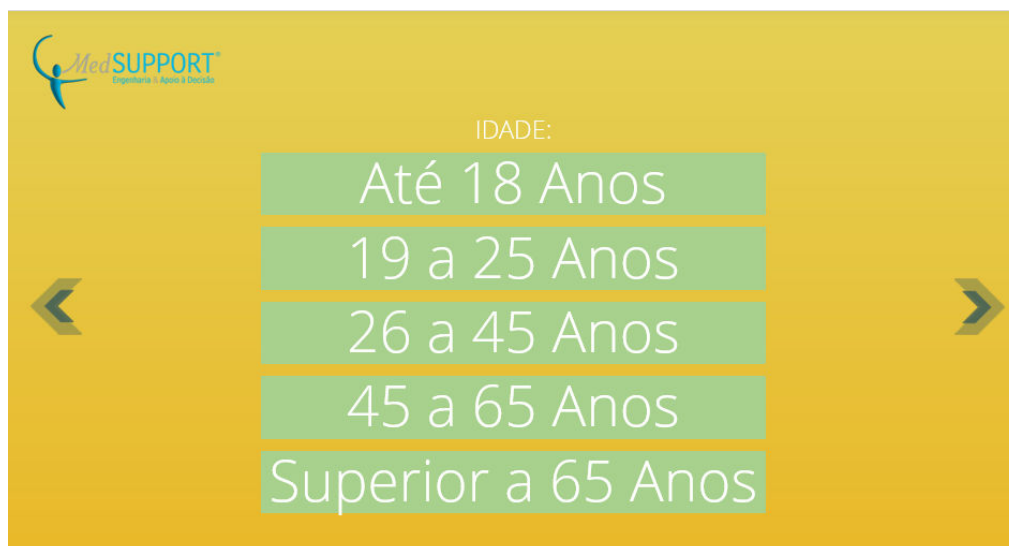 MedSUPPORT®
Engenharia & Apoio à Decisão
IDADE:
Até 18 Anos
19 a 25 Anos
26 a 45 Anos
45 a 65 Anos
Superior a 65 Anos